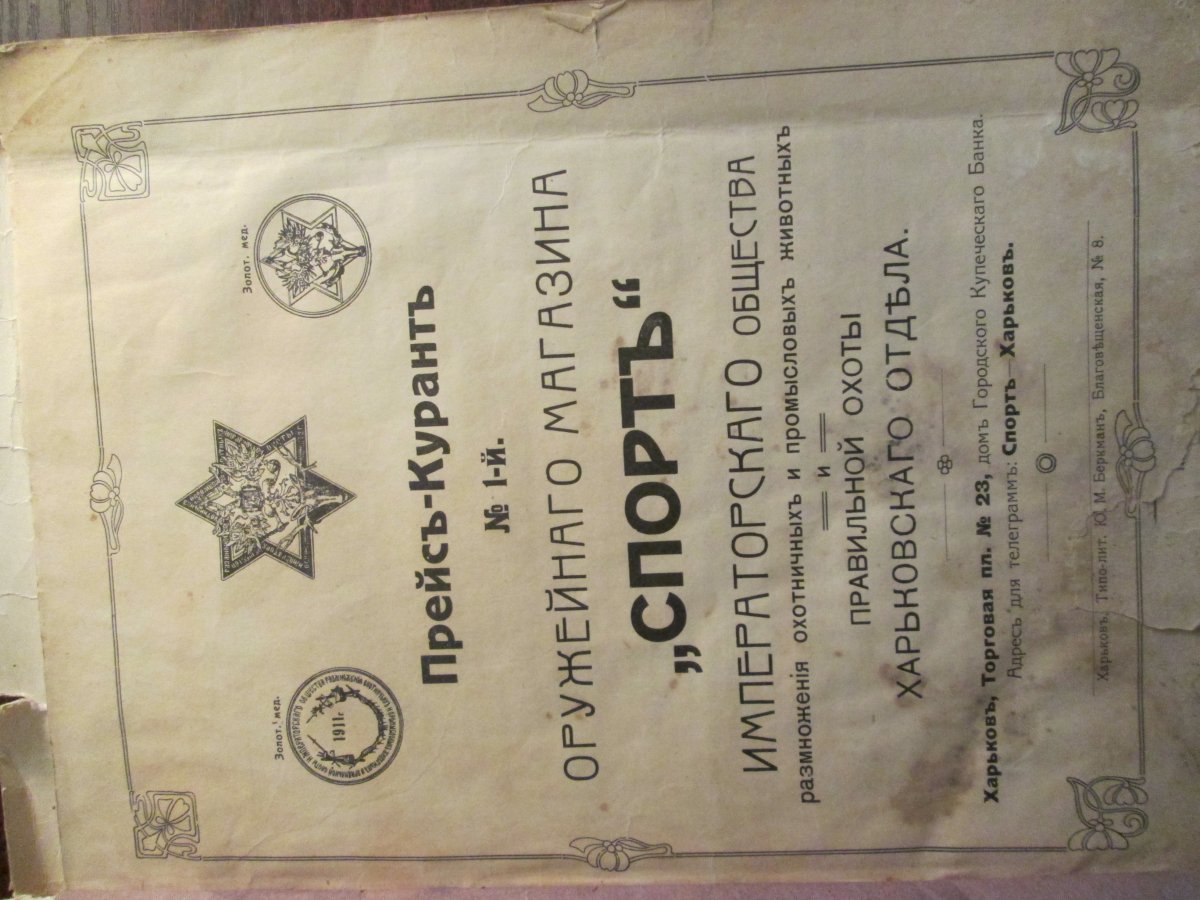 Золот. мед.
Золот. мед.
1911 г
Прейсъ-Курантъ
№ 1-й.
ОРУЖЕЙНАГО МАГАЗИНА
„СПОРТЪ“
ИМПЕРАТОРСКАГО ОБЩЕСТВА
размноженія охотничныхъ и промысловыхъ животныхъ
и
ПРАВИЛЬНОЙ ОХОТЫ
ХАРЬКОВСКАГО ОТДѢЛА.
Харьковъ, Торговая пл. № 23, домъ Городского Купеческаго Банка.
Адресъ для телеграммъ: Спортъ—Харьковъ.
Харьковъ, Типо-лит. Ю. М. Беркманъ, Благовѣщенская, № 8.